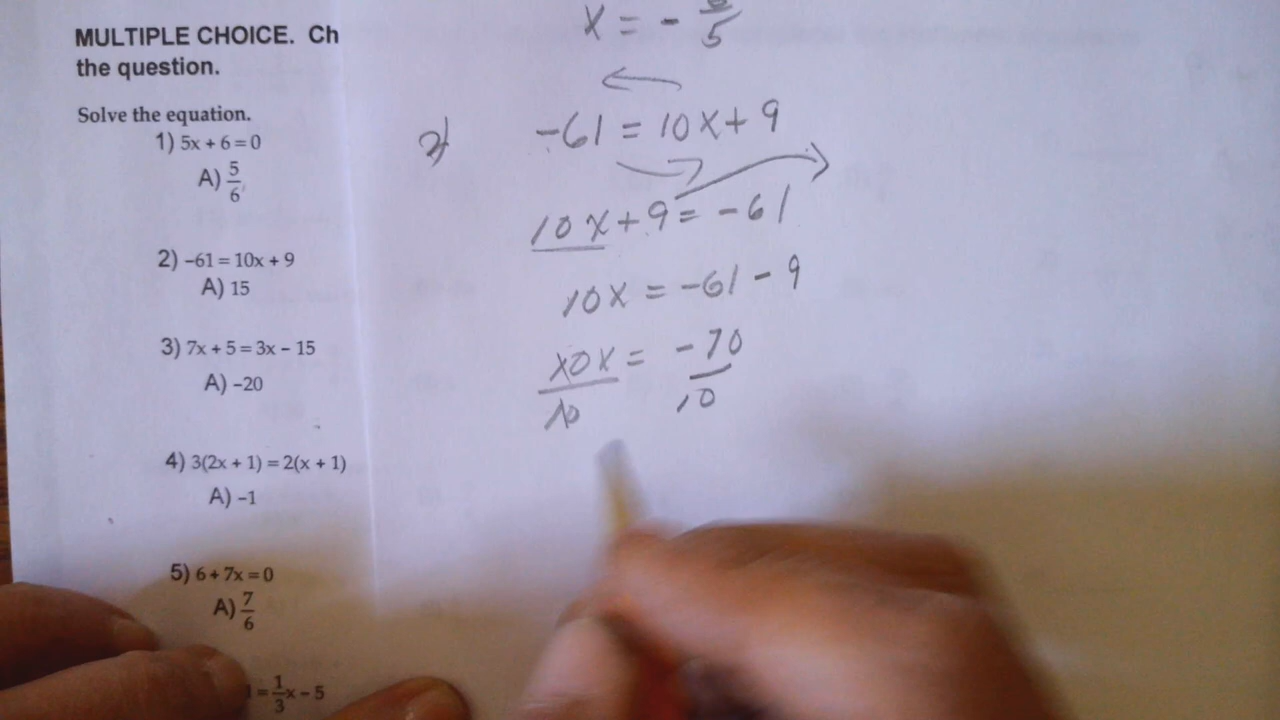 MULTIPLE CHOICE. Ch
the question.
Solve the equation.
1) 5x + 6 = 0
A) 5/6
2) –61 = 10x + 9
A) 15
3) 7x + 5 = 3x – 15
A) –20
4) 3(2x + 1) = 2(x + 1)
A) –1
5) 6 + 7x = 0
A) 7/6
= 1/3 x – 5
x = - /5
2)
-61 = 10x + 9
10x + 9 = -61
10x = -61 - 9
10x = -70
10 10